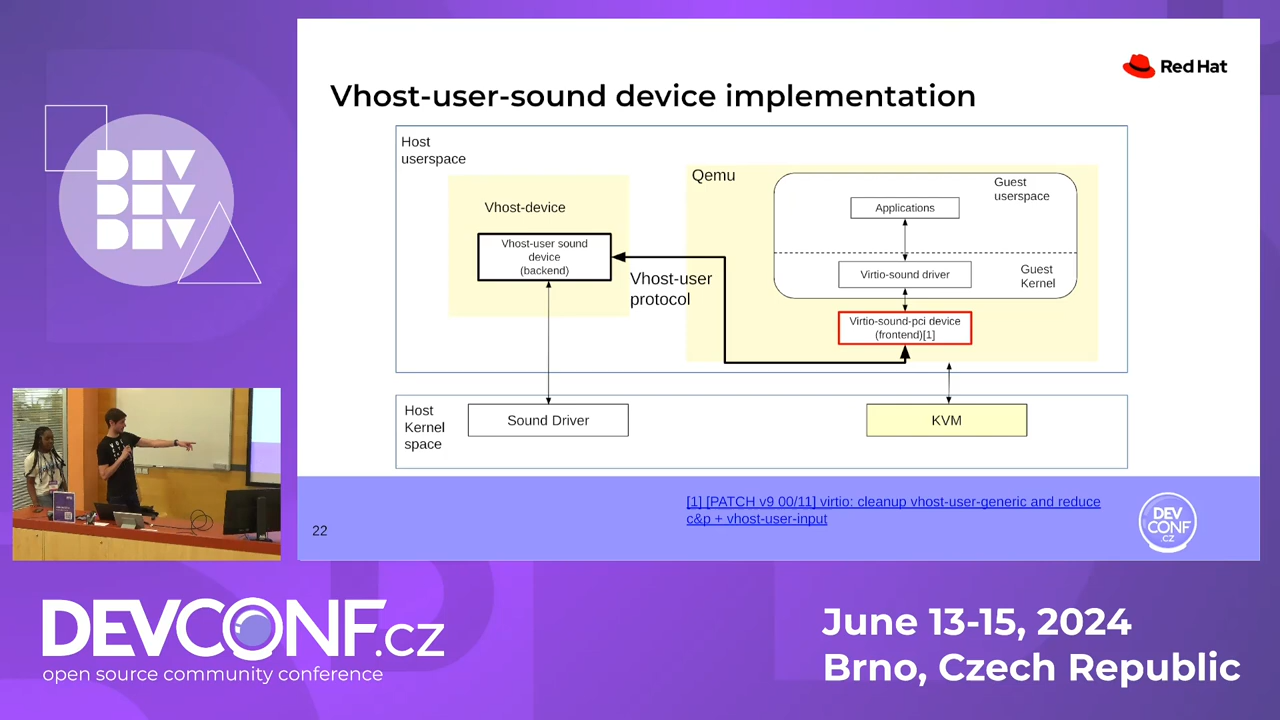 DEV
DEV
DEV
Red Hat
Vhost-user-sound device implementation
Host
userspace
Vhost-device
Vhost-user sound
device
(backend)
Vhost-user
protocol
Qemu
Guest
userspace
Applications
Virtio-sound driver
Guest
Kernel
Virtio-sound-pci device
(frontend)[1]
Host
Kernel
space
Sound Driver
KVM
[1] [PATCH v9 00/11] virtio: cleanup vhost-user-generic and reduce
c&p + vhost-user-input
22
DEV
CONF
.CZ
DEVCONF.cz
open source community conference
June 13-15, 2024
Brno, Czech Republic